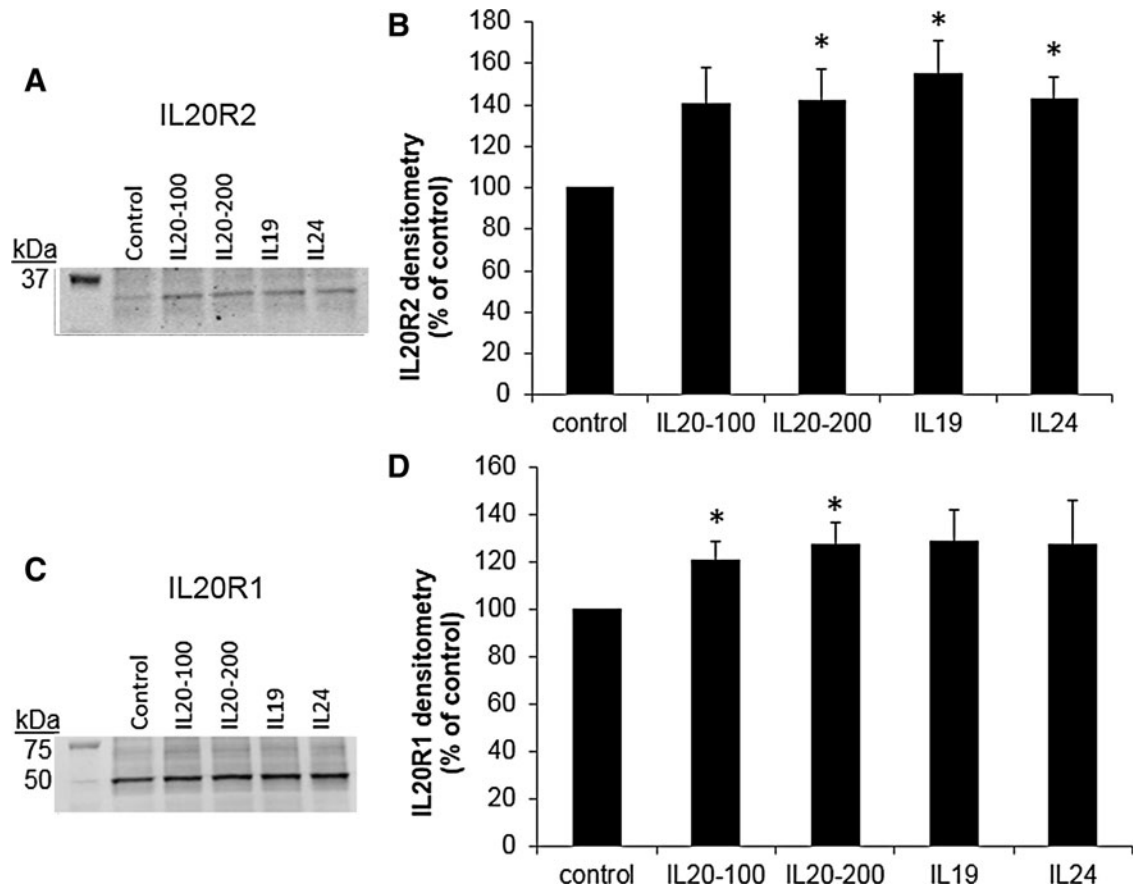 A
IL20R2
Control
IL20-100
IL20-200
IL19
IL24
kDa
37
B
IL20R2 densitometry
(% of control)
180
160
140
120
100
80
60
40
20
0
*
*
*
control IL20-100 IL20-200 IL19 IL24
C
IL20R1
Control
IL20-100
IL20-200
IL19
IL24
kDa
75
50
D
IL20R1 densitometry
(% of control)
160
140
120
100
80
60
40
20
0
*
*
control IL20-100 IL20-200 IL19 IL24